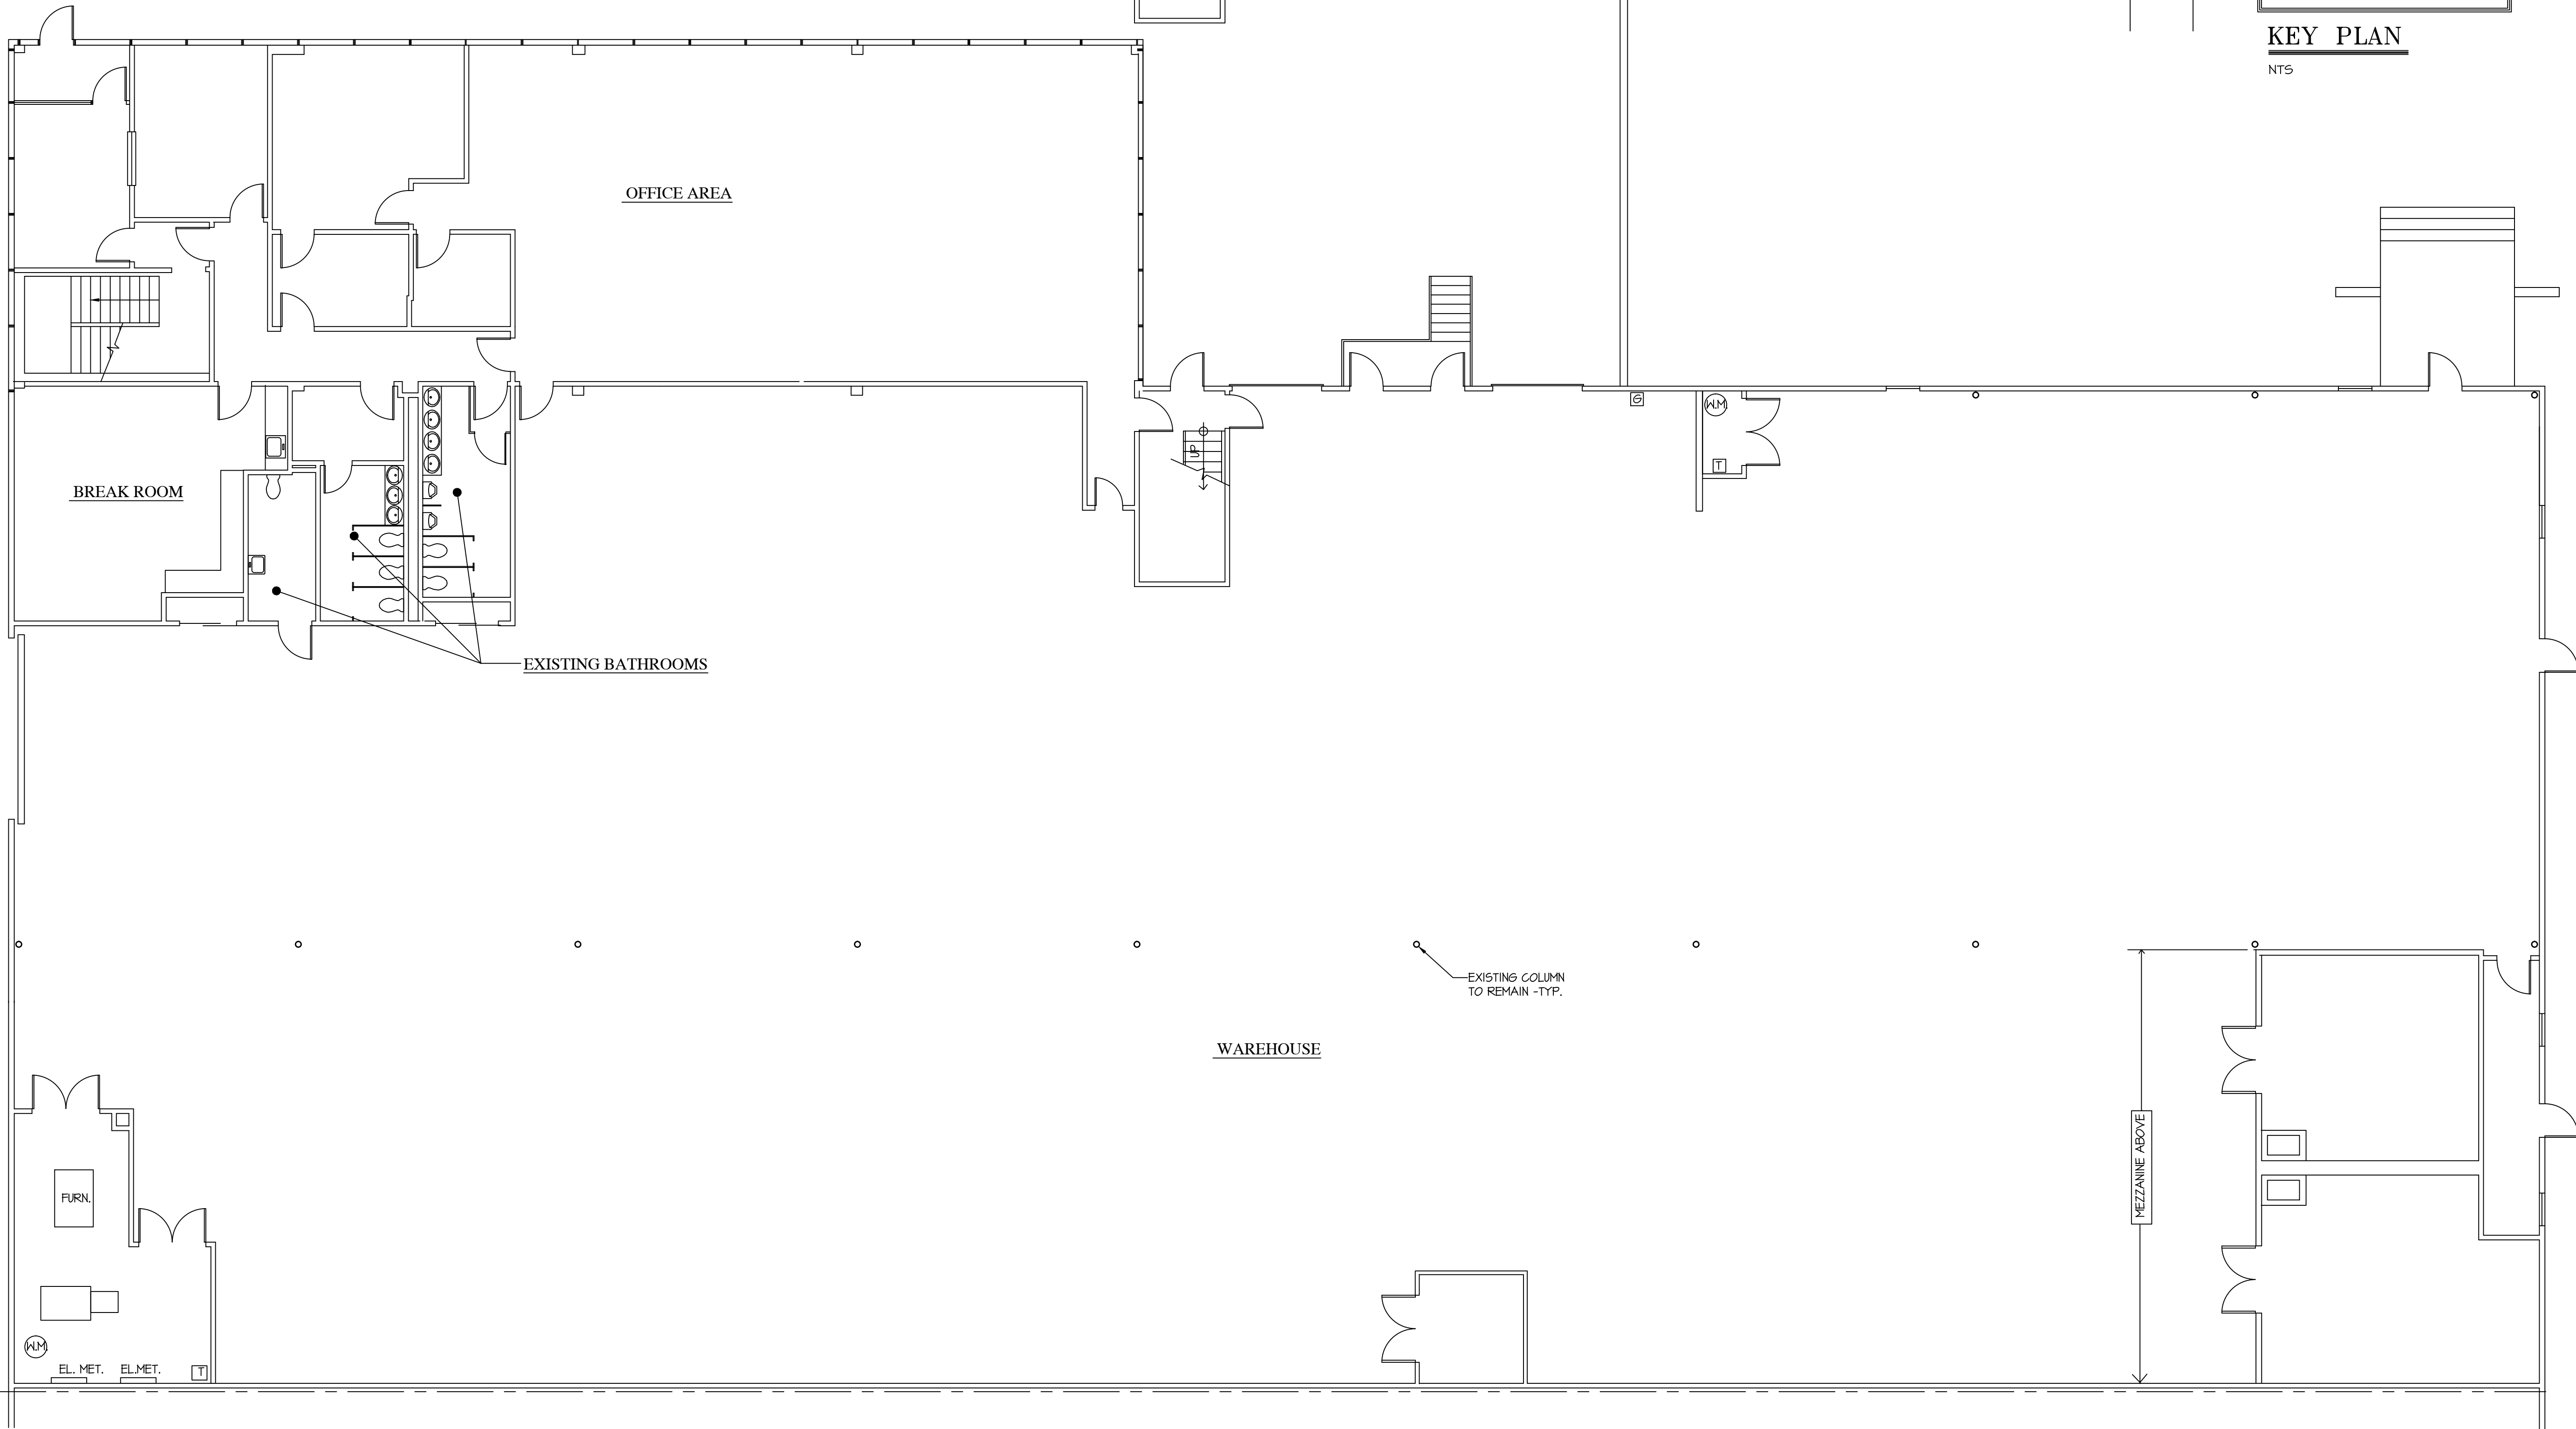 KEY PLAN
NTS
OFFICE AREA
G
W.M.
UP
T
BREAK ROOM
EXISTING BATHROOMS
EXISTING COLUMN
TO REMAIN -TYP.
WAREHOUSE
MEZZANINE ABOVE
FURN.
W.M.
EL. MET.
EL.MET.
T